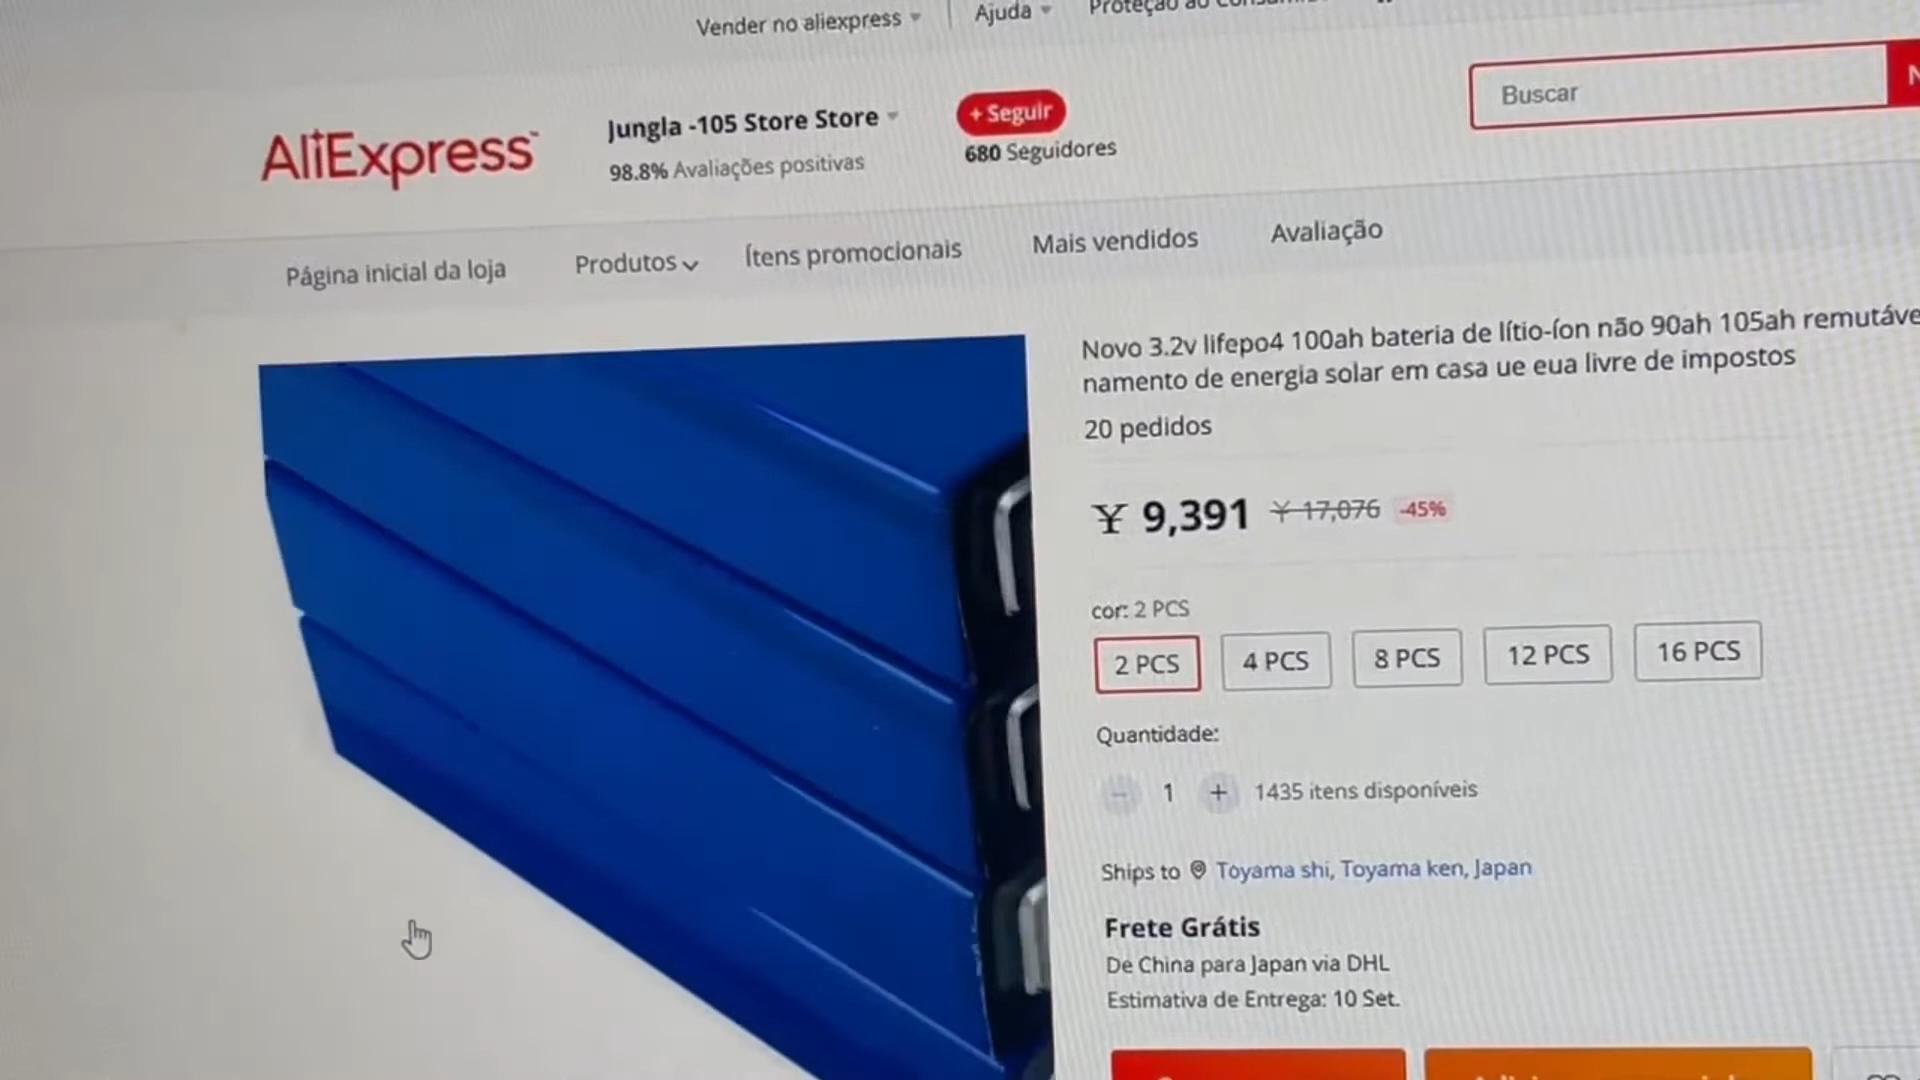 Vender no aliexpress
Ajuda
Proteção ao
AliExpress™
Jungla -105 Store Store
98.8% Avaliações positivas
+ Seguir
680 Seguidores
Buscar
N
Página inicial da loja
Produtos
Ítens promocionais
Mais vendidos
Avaliação
Novo 3.2v lifepo4 100ah bateria de lítio-íon não 90ah 105ah remutáve
namento de energia solar em casa ue eua livre de impostos
20 pedidos
¥ 9,391 ¥ 17,076 -45%
cor: 2 PCS
2 PCS 4 PCS 8 PCS 12 PCS 16 PCS
Quantidade:
− 1 + 1435 itens disponíveis
Ships to Toyama shi, Toyama ken, Japan
Frete Grátis
De China para Japan via DHL
Estimativa de Entrega: 10 Set.